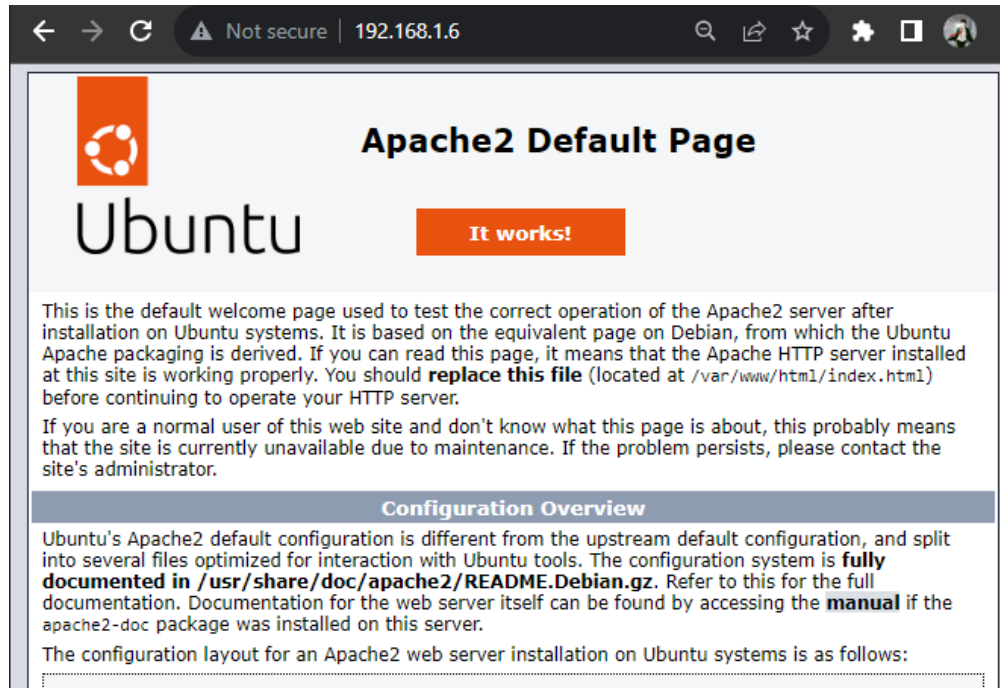 Not secure | 192.168.1.6
Apache2 Default Page
Ubuntu
It works!
This is the default welcome page used to test the correct operation of the Apache2 server after
installation on Ubuntu systems. It is based on the equivalent page on Debian, from which the Ubuntu
Apache packaging is derived. If you can read this page, it means that the Apache HTTP server installed
at this site is working properly. You should replace this file (located at /var/www/html/index.html)
before continuing to operate your HTTP server.
If you are a normal user of this web site and don't know what this page is about, this probably means
that the site is currently unavailable due to maintenance. If the problem persists, please contact the
site's administrator.
Configuration Overview
Ubuntu's Apache2 default configuration is different from the upstream default configuration, and split
into several files optimized for interaction with Ubuntu tools. The configuration system is fully
documented in /usr/share/doc/apache2/README.Debian.gz. Refer to this for the full
documentation. Documentation for the web server itself can be found by accessing the manual if the
apache2-doc package was installed on this server.
The configuration layout for an Apache2 web server installation on Ubuntu systems is as follows: